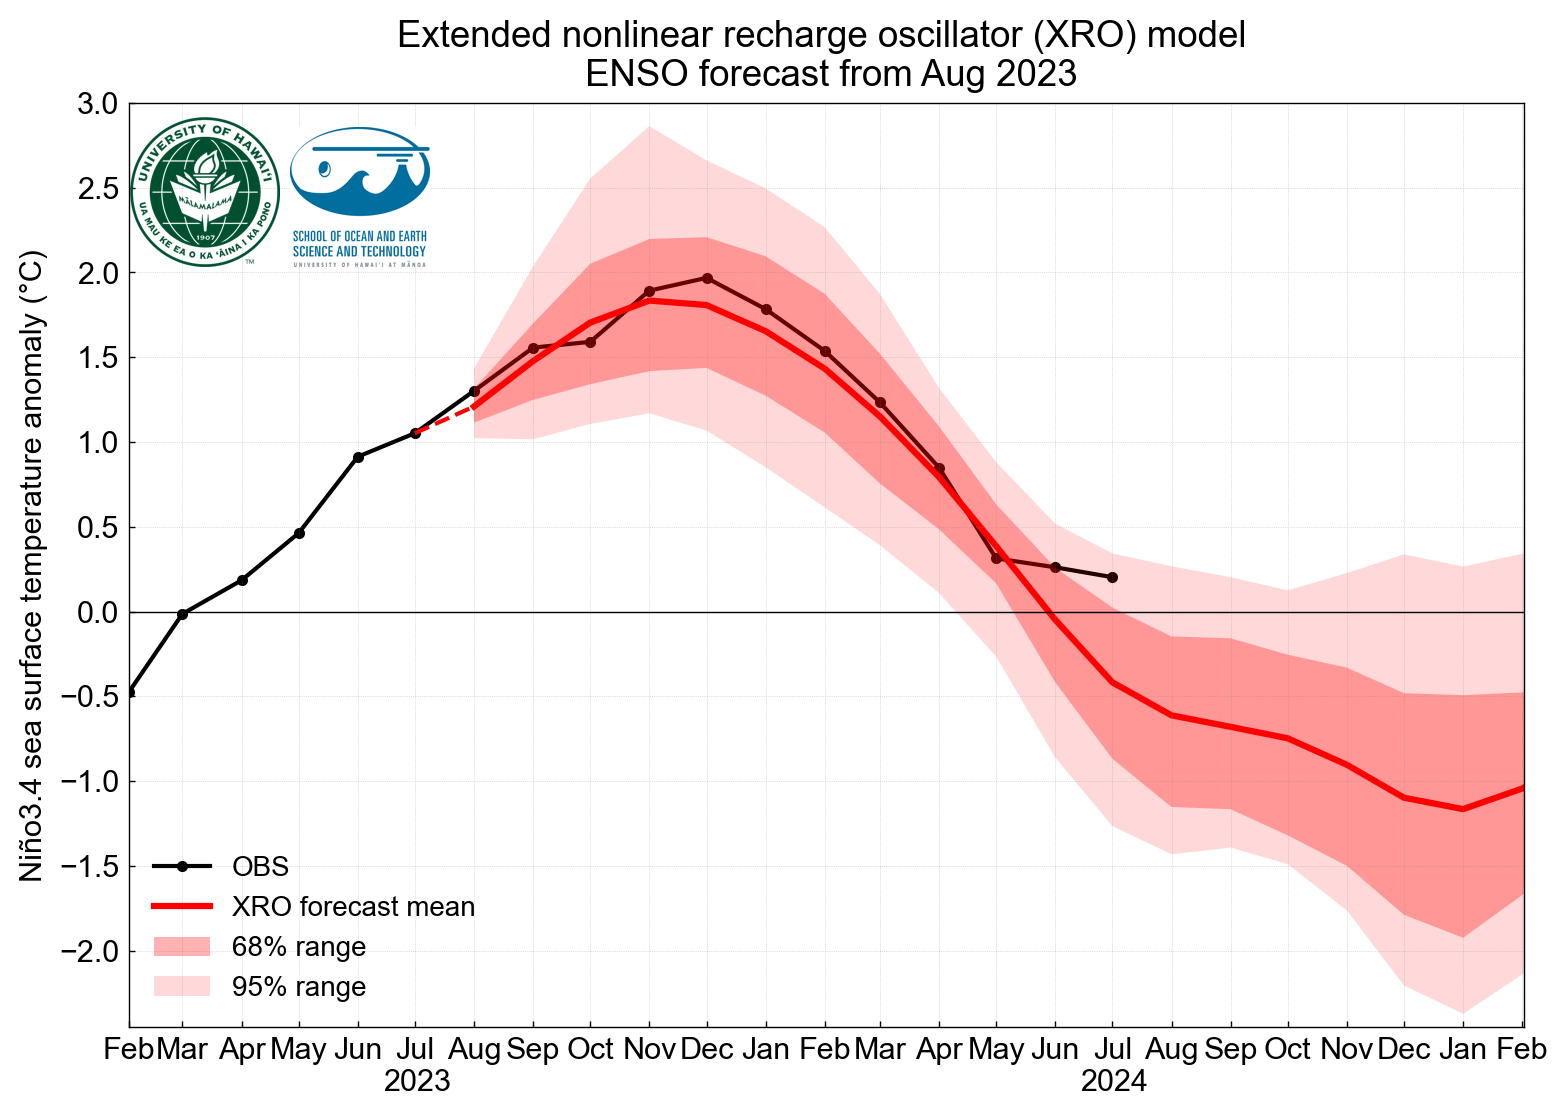 Extended nonlinear recharge oscillator (XRO) model
ENSO forecast from Aug 2023
UNIVERSITY OF HAWAI‘I
MĀLAMALAMA
1907
UA MAU KE EA O KA ‘ĀINA I KA PONO
TM
SCHOOL OF OCEAN AND EARTH
SCIENCE AND TECHNOLOGY
UNIVERSITY OF HAWAI‘I AT MĀNOA
Niño3.4 sea surface temperature anomaly (°C)
3.0
2.5
2.0
1.5
1.0
0.5
0.0
−0.5
−1.0
−1.5
−2.0
OBS
XRO forecast mean
68% range
95% range
Feb Mar Apr May Jun Jul Aug Sep Oct Nov Dec Jan Feb Mar Apr May Jun Jul Aug Sep Oct Nov Dec Jan Feb
2023 2024